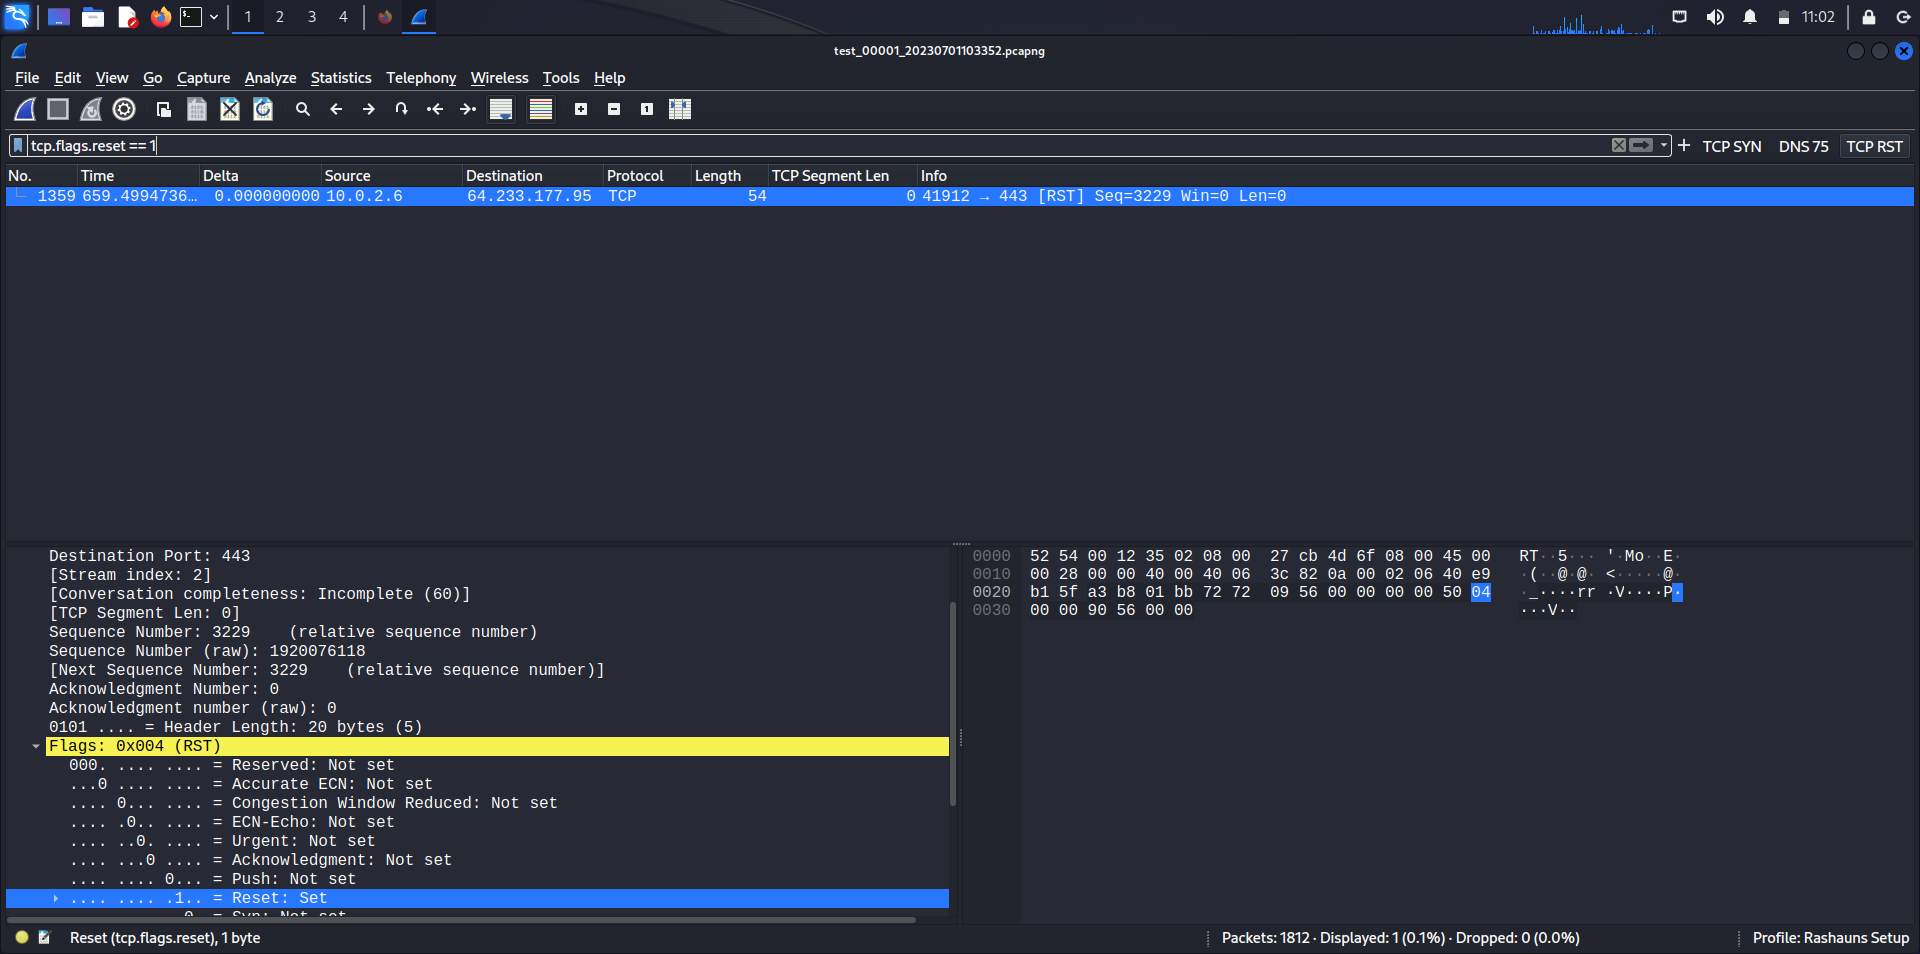 1 2 3 4 11:02
test_00001_20230701103352.pcapng
File Edit View Go Capture Analyze Statistics Telephony Wireless Tools Help
tcp.flags.reset == 1 + TCP SYN DNS 75 TCP RST
No. Time Delta Source Destination Protocol Length TCP Segment Len Info
1359 659.4994736… 0.000000000 10.0.2.6 64.233.177.95 TCP 54 0 41912 → 443 [RST] Seq=3229 Win=0 Len=0
Destination Port: 443
[Stream index: 2]
[Conversation completeness: Incomplete (60)]
[TCP Segment Len: 0]
Sequence Number: 3229    (relative sequence number)
Sequence Number (raw): 1920076118
[Next Sequence Number: 3229    (relative sequence number)]
Acknowledgment Number: 0
Acknowledgment number (raw): 0
0101 .... = Header Length: 20 bytes (5)
Flags: 0x004 (RST)
000. .... .... = Reserved: Not set
...0 .... .... = Accurate ECN: Not set
.... 0... .... = Congestion Window Reduced: Not set
.... .0.. .... = ECN-Echo: Not set
.... ..0. .... = Urgent: Not set
.... ...0 .... = Acknowledgment: Not set
.... .... 0... = Push: Not set
.... .... .1.. = Reset: Set
0. = Syn: Not set
0000 52 54 00 12 35 02 08 00 27 cb 4d 6f 08 00 45 00 RT··5··· '·Mo··E·
0010 00 28 00 00 40 00 40 06 3c 82 0a 00 02 06 40 e9 ·(··@·@· <·····@·
0020 b1 5f a3 b8 01 bb 72 72 09 56 00 00 00 00 50 04 ·_····rr ·V····P·
0030 00 00 90 56 00 00 ···V··
Reset (tcp.flags.reset), 1 byte
Packets: 1812 · Displayed: 1 (0.1%) · Dropped: 0 (0.0%)
Profile: Rashauns Setup